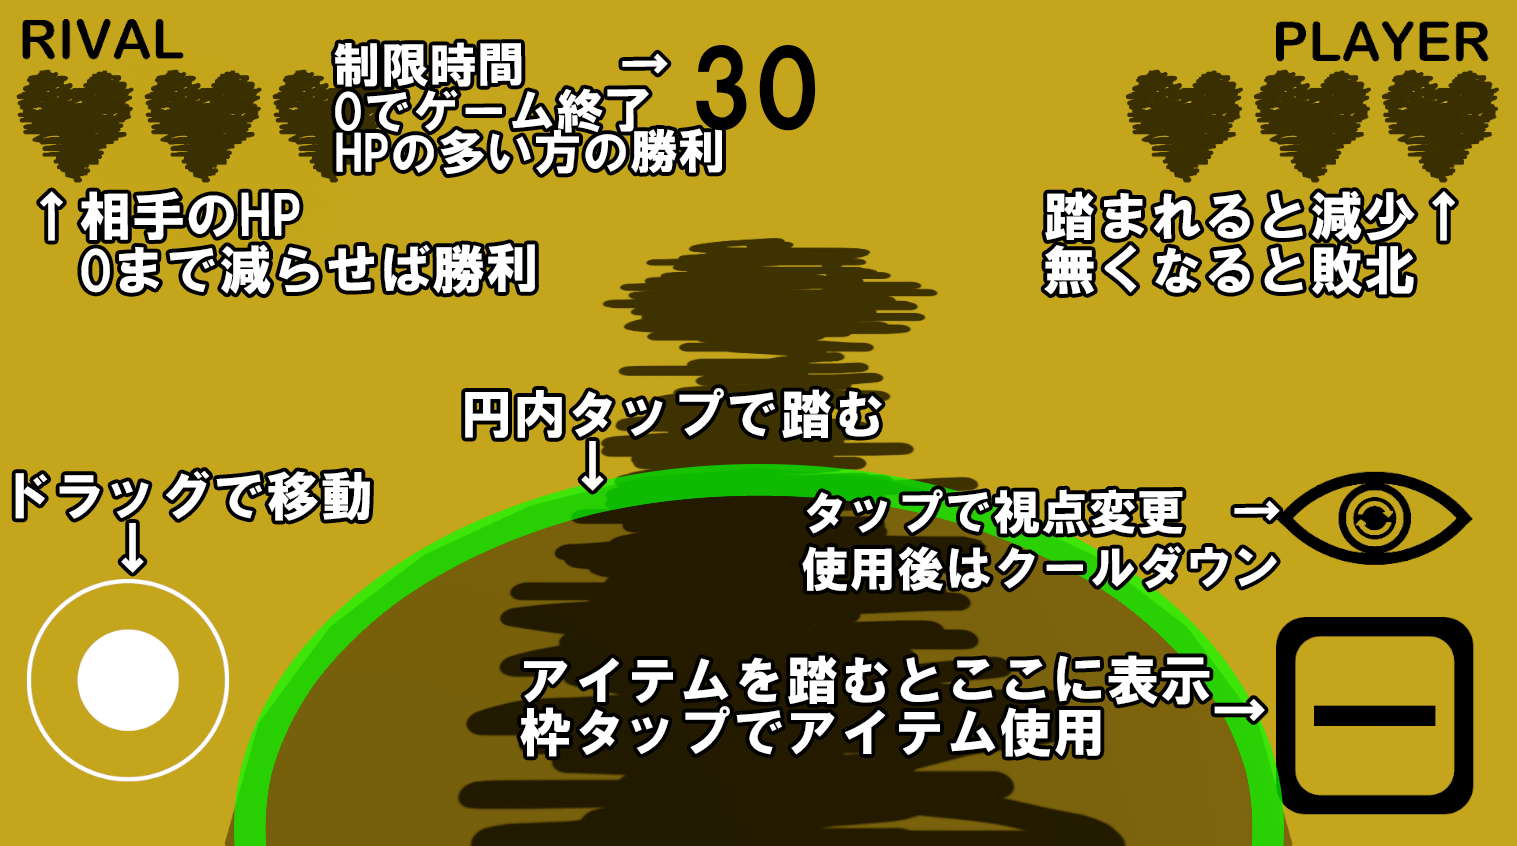 RIVAL
PLAYER
制限時間 → 30
0でゲーム終了
HPの多い方の勝利
↑相手のHP
0まで減らせば勝利
踏まれると減少↑
無くなると敗北
円内タップで踏む
↓
ドラッグで移動
↓
タップで視点変更 →
使用後はクールダウン
アイテムを踏むとここに表示
枠タップでアイテム使用 →